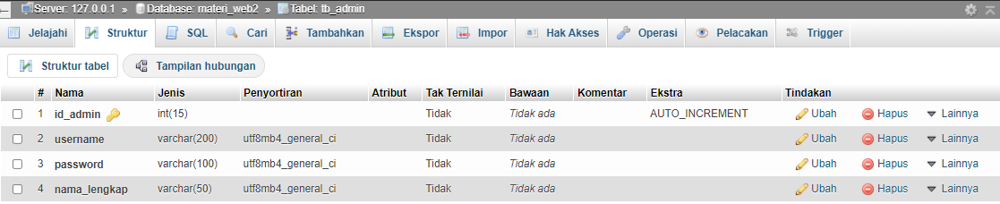 Server: 127.0.0.1 » Database: materi_web2 » Tabel: tb_admin
Jelajahi Struktur SQL Cari Tambahkan Ekspor Impor Hak Akses Operasi Pelacakan Trigger
Struktur tabel Tampilan hubungan
# Nama Jenis Penyortiran Atribut Tak Ternilai Bawaan Komentar Ekstra Tindakan
1 id_admin int(15) Tidak Tidak ada AUTO_INCREMENT Ubah Hapus Lainnya
2 username varchar(200) utf8mb4_general_ci Tidak Tidak ada Ubah Hapus Lainnya
3 password varchar(100) utf8mb4_general_ci Tidak Tidak ada Ubah Hapus Lainnya
4 nama_lengkap varchar(50) utf8mb4_general_ci Tidak Tidak ada Ubah Hapus Lainnya